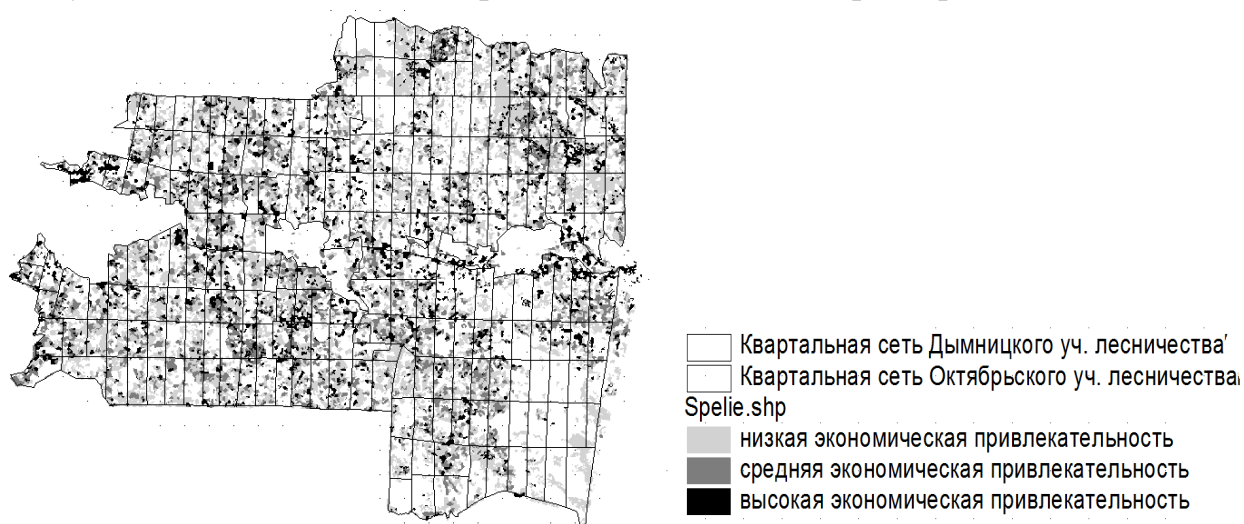 Квартальная сеть Дымницкого уч. лесничества
Квартальная сеть Октябрьского уч. лесничества
Spelie.shp
низкая экономическая привлекательность
средняя экономическая привлекательность
высокая экономическая привлекательность